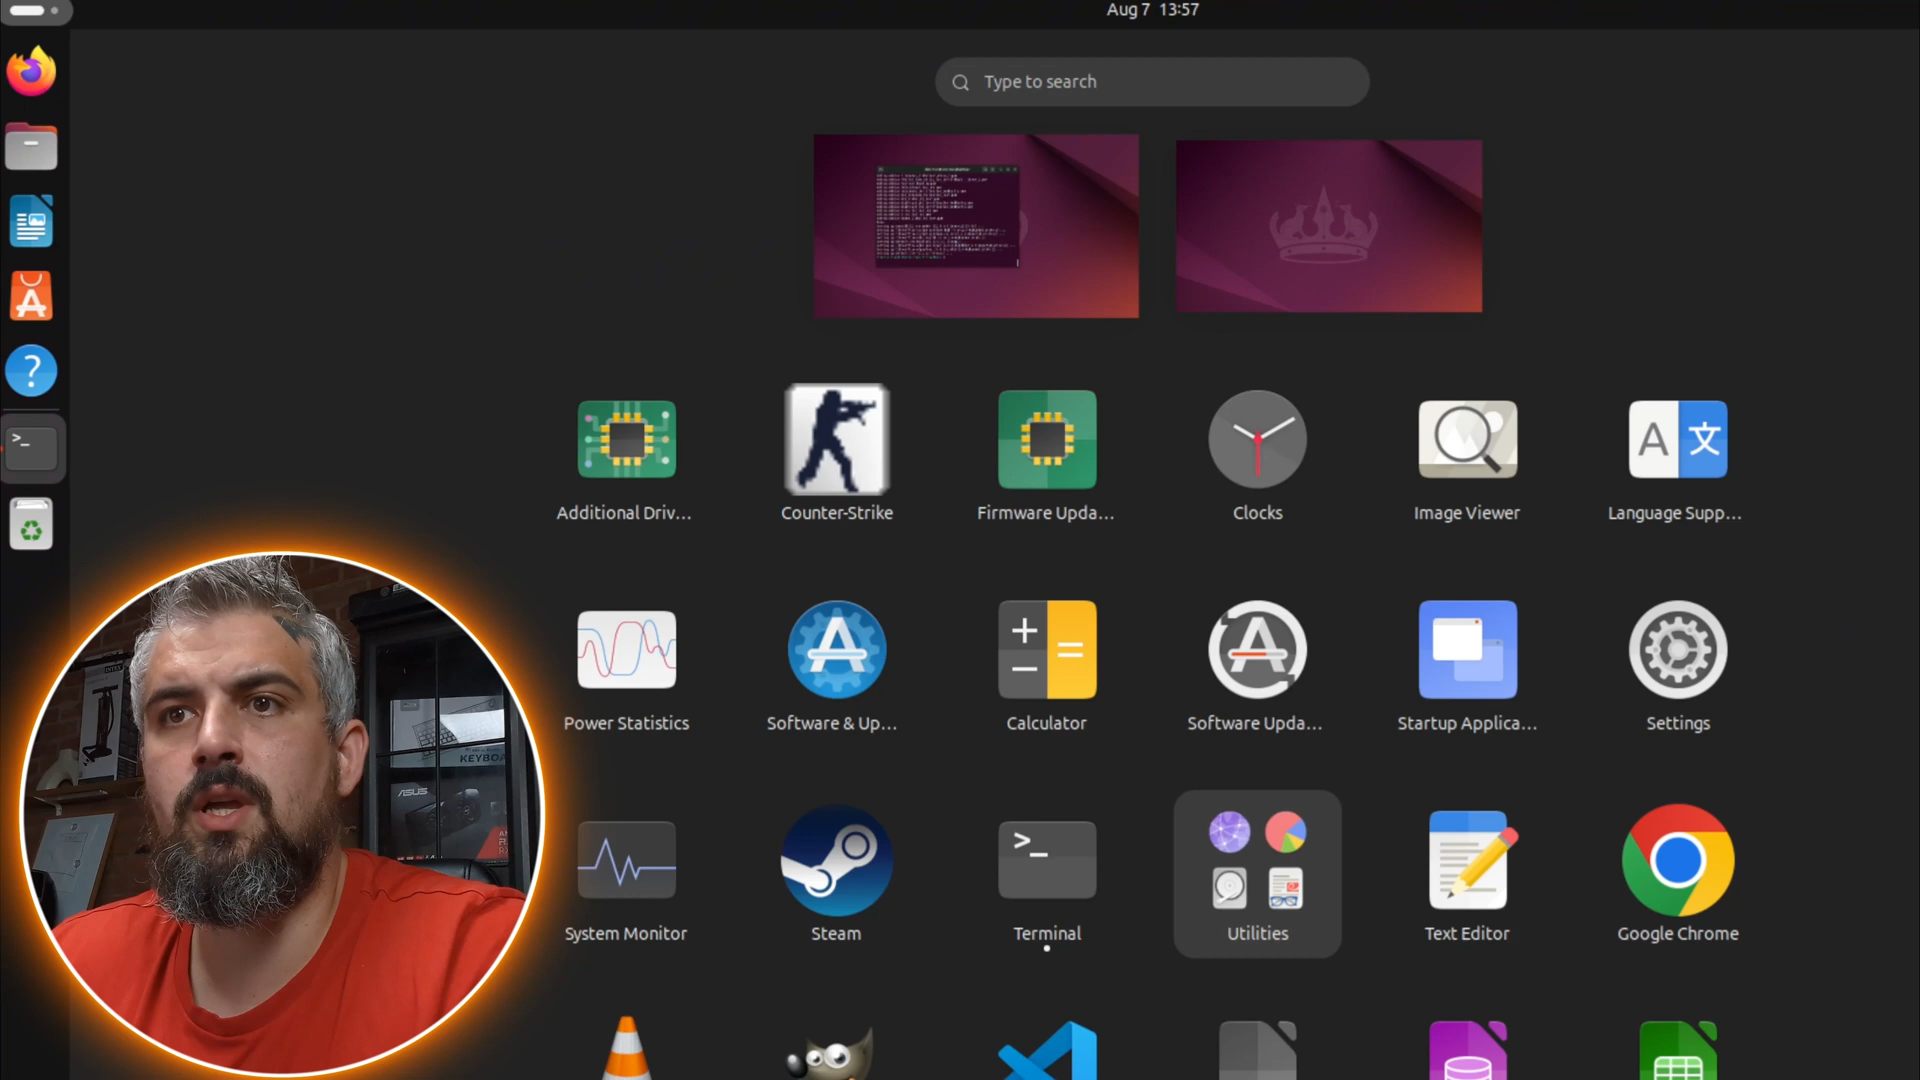 Aug 7 13:57
Type to search
Additional Driv...
Counter-Strike
Firmware Upda...
Clocks
Image Viewer
Language Supp...
Power Statistics
Software & Up...
Calculator
Software Upda...
Startup Applica...
Settings
System Monitor
Steam
Terminal
Utilities
Text Editor
Google Chrome
ASUS